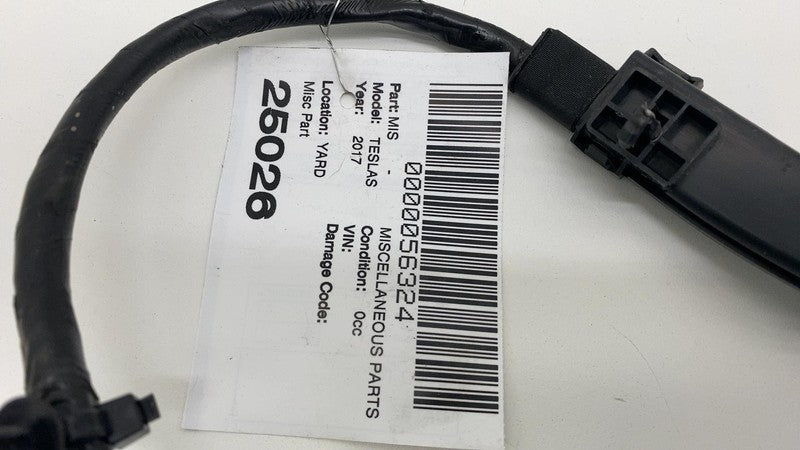 0000056324
Part: MIS - MISCELLANEOUS PARTS
Model: TESLAS Condition: 0cc
Year: 2017 VIN:
Location: YARD Damage Code:
Misc Part
25026